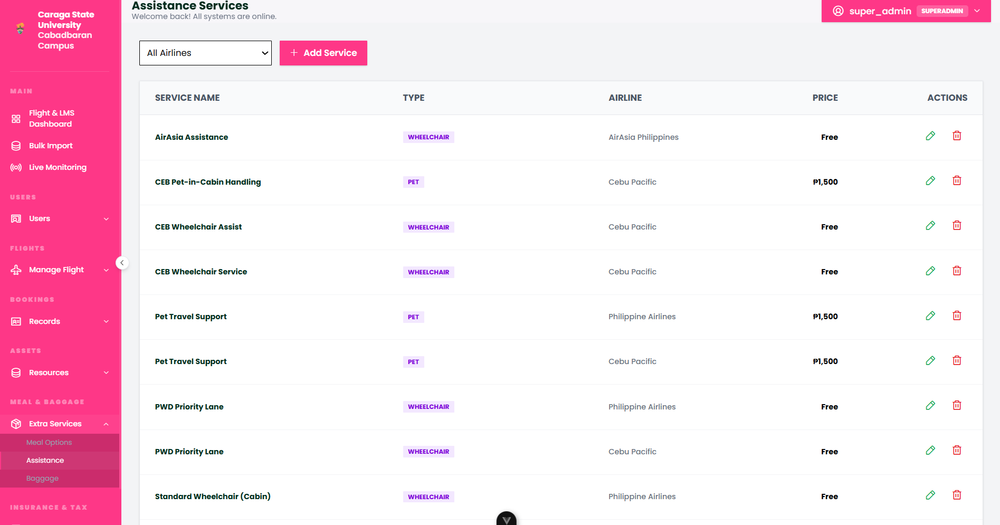 Caraga State
University
Cabadbaran
Campus
MAIN
Flight & LMS
Dashboard
Bulk Import
Live Monitoring
USERS
Users
FLIGHTS
Manage Flight
BOOKINGS
Records
ASSETS
Resources
MEAL & BAGGAGE
Extra Services
Meal Options
Assistance
Baggage
INSURANCE & TAX
Assistance Services
Welcome back! All systems are online.
super_admin SUPERADMIN
All Airlines
+ Add Service
SERVICE NAME TYPE AIRLINE PRICE ACTIONS
AirAsia Assistance WHEELCHAIR AirAsia Philippines Free
CEB Pet-in-Cabin Handling PET Cebu Pacific ₱1,500
CEB Wheelchair Assist WHEELCHAIR Cebu Pacific Free
CEB Wheelchair Service WHEELCHAIR Cebu Pacific Free
Pet Travel Support PET Philippine Airlines ₱1,500
Pet Travel Support PET Cebu Pacific ₱1,500
PWD Priority Lane WHEELCHAIR Philippine Airlines Free
PWD Priority Lane WHEELCHAIR Cebu Pacific Free
Standard Wheelchair (Cabin) WHEELCHAIR Philippine Airlines Free